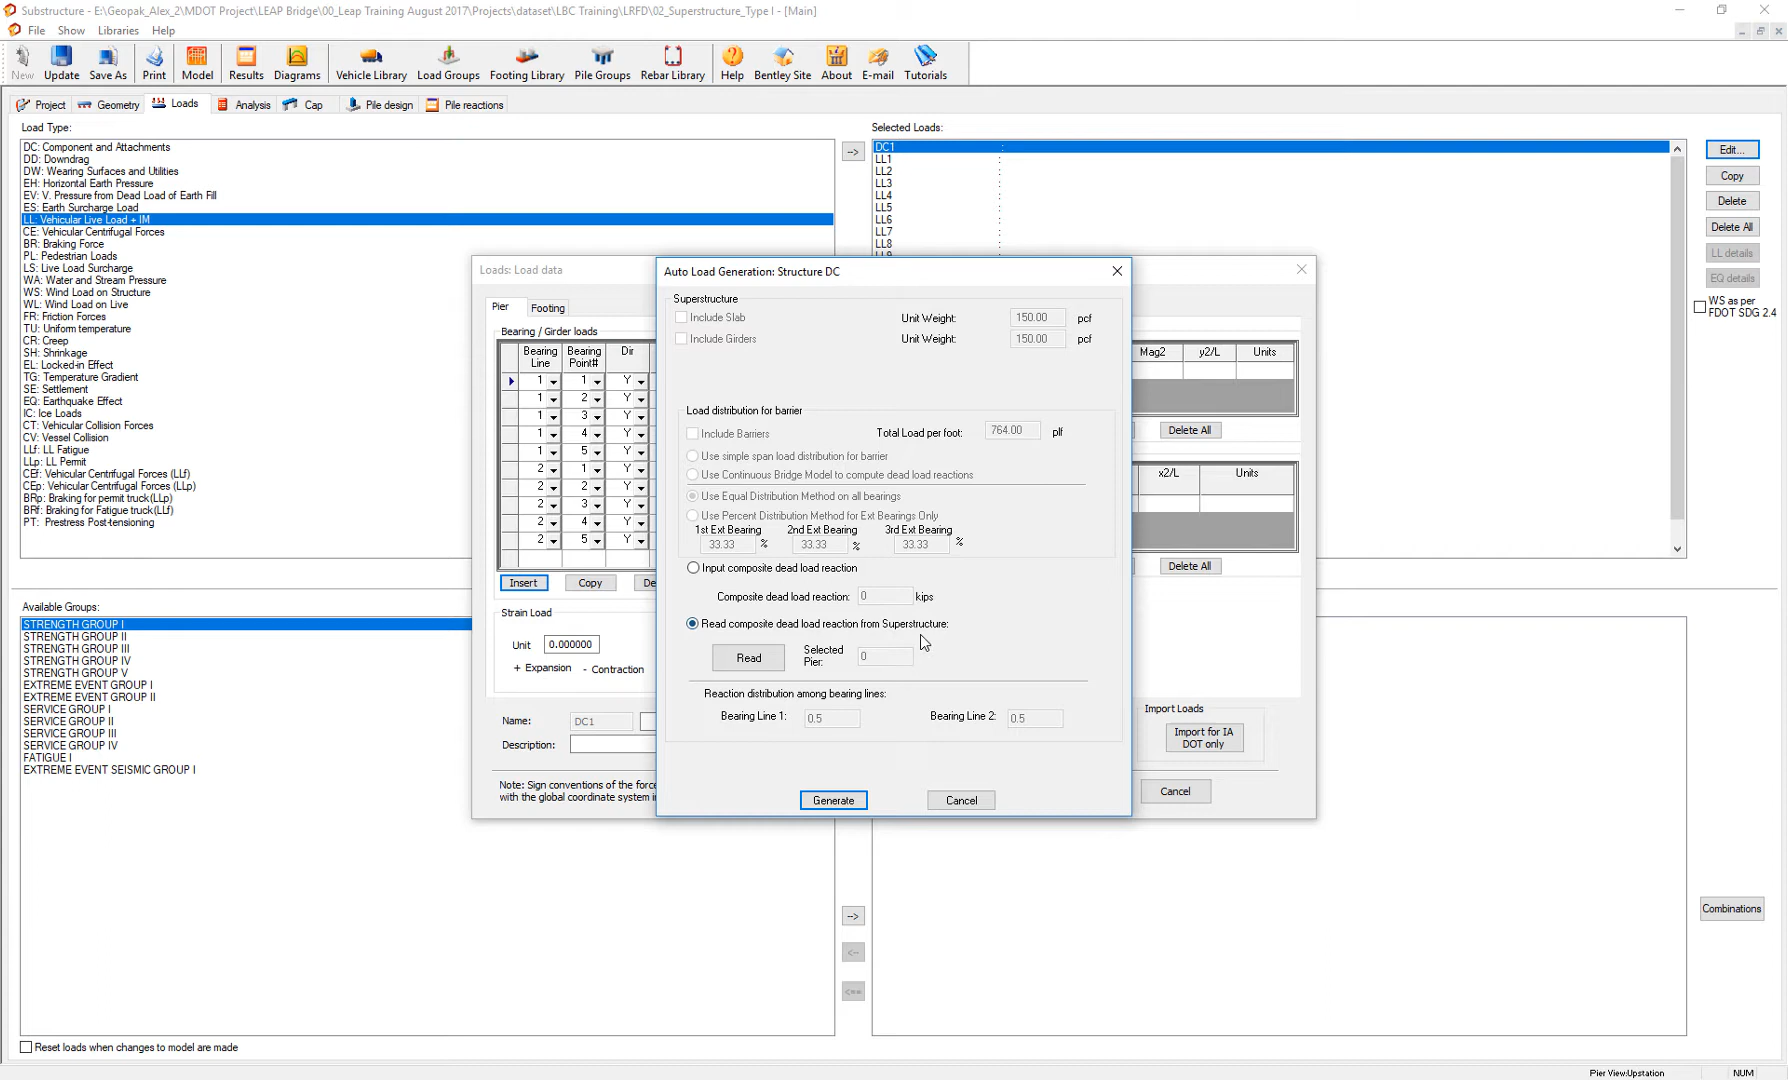 Substructure - E:\Geopak_Alex_2\MDOT Project\LEAP Bridge\00_Leap Training August 2017\Projects\dataset\LBC Training\LRFD\02_Superstructure_Type I - [Main]
File Show Libraries Help
New Update Save As Print Model Results Diagrams Vehicle Library Load Groups Footing Library Pile Groups Rebar Library Help Bentley Site About E-mail Tutorials
Project Geometry Loads Analysis Cap Pile design Pile reactions
Load Type:
DC: Component and Attachments
DD: Downdrag
DW: Wearing Surfaces and Utilities
EH: Horizontal Earth Pressure
EV: V. Pressure from Dead Load of Earth Fill
ES: Earth Surcharge Load
LL: Vehicular Live Load + IM
CE: Vehicular Centrifugal Forces
BR: Braking Force
PL: Pedestrian Loads
LS: Live Load Surcharge
WA: Water and Stream Pressure
WS: Wind Load on Structure
WL: Wind Load on Live
FR: Friction Forces
TU: Uniform temperature
CR: Creep
SH: Shrinkage
EL: Locked-in Effect
TG: Temperature Gradient
SE: Settlement
EQ: Earthquake Effect
IC: Ice Loads
CT: Vehicular Collision Forces
CV: Vessel Collision
LLf: LL Fatigue
LLp: LL Permit
CEf: Vehicular Centrifugal Forces (LLf)
CEp: Vehicular Centrifugal Forces (LLp)
BRp: Braking for permit truck(LLp)
BRf: Braking for Fatigue truck(LLf)
PT: Prestress Post-tensioning
-->
Selected Loads:
DC1 :
LL1 :
LL2 :
LL3 :
LL4 :
LL5 :
LL6 :
LL7 :
LL8 :
LL9 :
Edit...
Copy
Delete
Delete All
LL details
EQ details
WS as per
FDOT SDG 2.4
Loads: Load data
Pier Footing
Bearing / Girder loads
Bearing Line Bearing Point# Dir
1 1 Y
1 2 Y
1 3 Y
1 4 Y
1 5 Y
2 1 Y
2 2 Y
2 3 Y
2 4 Y
2 5 Y
Insert Copy De
Strain Load
Unit 0.000000
+ Expansion - Contraction
Name: DC1
Description:
Note: Sign conventions of the force
with the global coordinate system i
Mag2 y2/L Units
Delete All
x2/L Units
Delete All
Import Loads
Import for IA
DOT only
Cancel
Auto Load Generation: Structure DC
Superstructure
Include Slab Unit Weight: 150.00 pcf
Include Girders Unit Weight: 150.00 pcf
Load distribution for barrier
Include Barriers Total Load per foot: 764.00 plf
Use simple span load distribution for barrier
Use Continuous Bridge Model to compute dead load reactions
Use Equal Distribution Method on all bearings
Use Percent Distribution Method for Ext Bearings Only
1st Ext Bearing 2nd Ext Bearing 3rd Ext Bearing
33.33 % 33.33 % 33.33 %
Input composite dead load reaction
Composite dead load reaction: 0 kips
Read composite dead load reaction from Superstructure:
Read Selected Pier: 0
Reaction distribution among bearing lines:
Bearing Line 1: 0.5 Bearing Line 2: 0.5
Generate Cancel
Available Groups:
STRENGTH GROUP I
STRENGTH GROUP II
STRENGTH GROUP III
STRENGTH GROUP IV
STRENGTH GROUP V
EXTREME EVENT GROUP I
EXTREME EVENT GROUP II
SERVICE GROUP I
SERVICE GROUP II
SERVICE GROUP III
SERVICE GROUP IV
FATIGUE I
EXTREME EVENT SEISMIC GROUP I
-->
<--
<==
Combinations
Reset loads when changes to model are made
Pier View:Upstation NUM